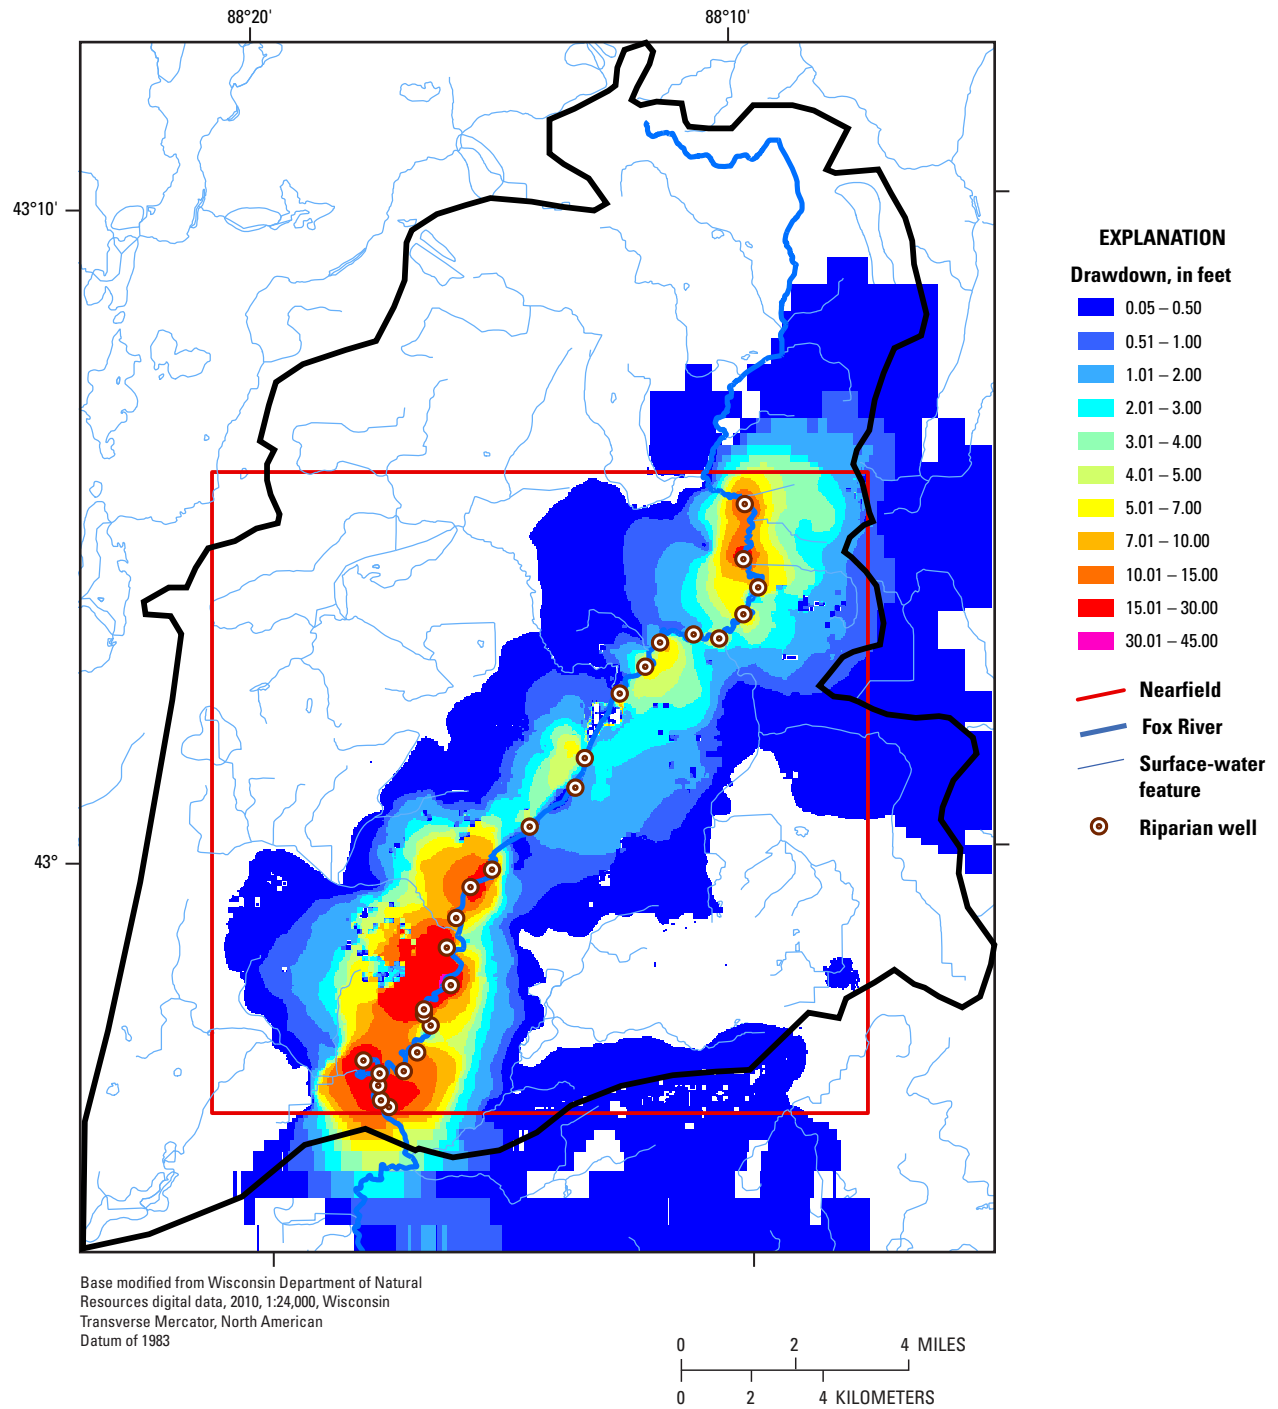 88°20' 88°10'
43°10'
43°
EXPLANATION
Drawdown, in feet
0.05 – 0.50
0.51 – 1.00
1.01 – 2.00
2.01 – 3.00
3.01 – 4.00
4.01 – 5.00
5.01 – 7.00
7.01 – 10.00
10.01 – 15.00
15.01 – 30.00
30.01 – 45.00
Nearfield
Fox River
Surface-water
feature
Riparian well
Base modified from Wisconsin Department of Natural
Resources digital data, 2010, 1:24,000, Wisconsin
Transverse Mercator, North American
Datum of 1983
0 2 4 MILES
0 2 4 KILOMETERS